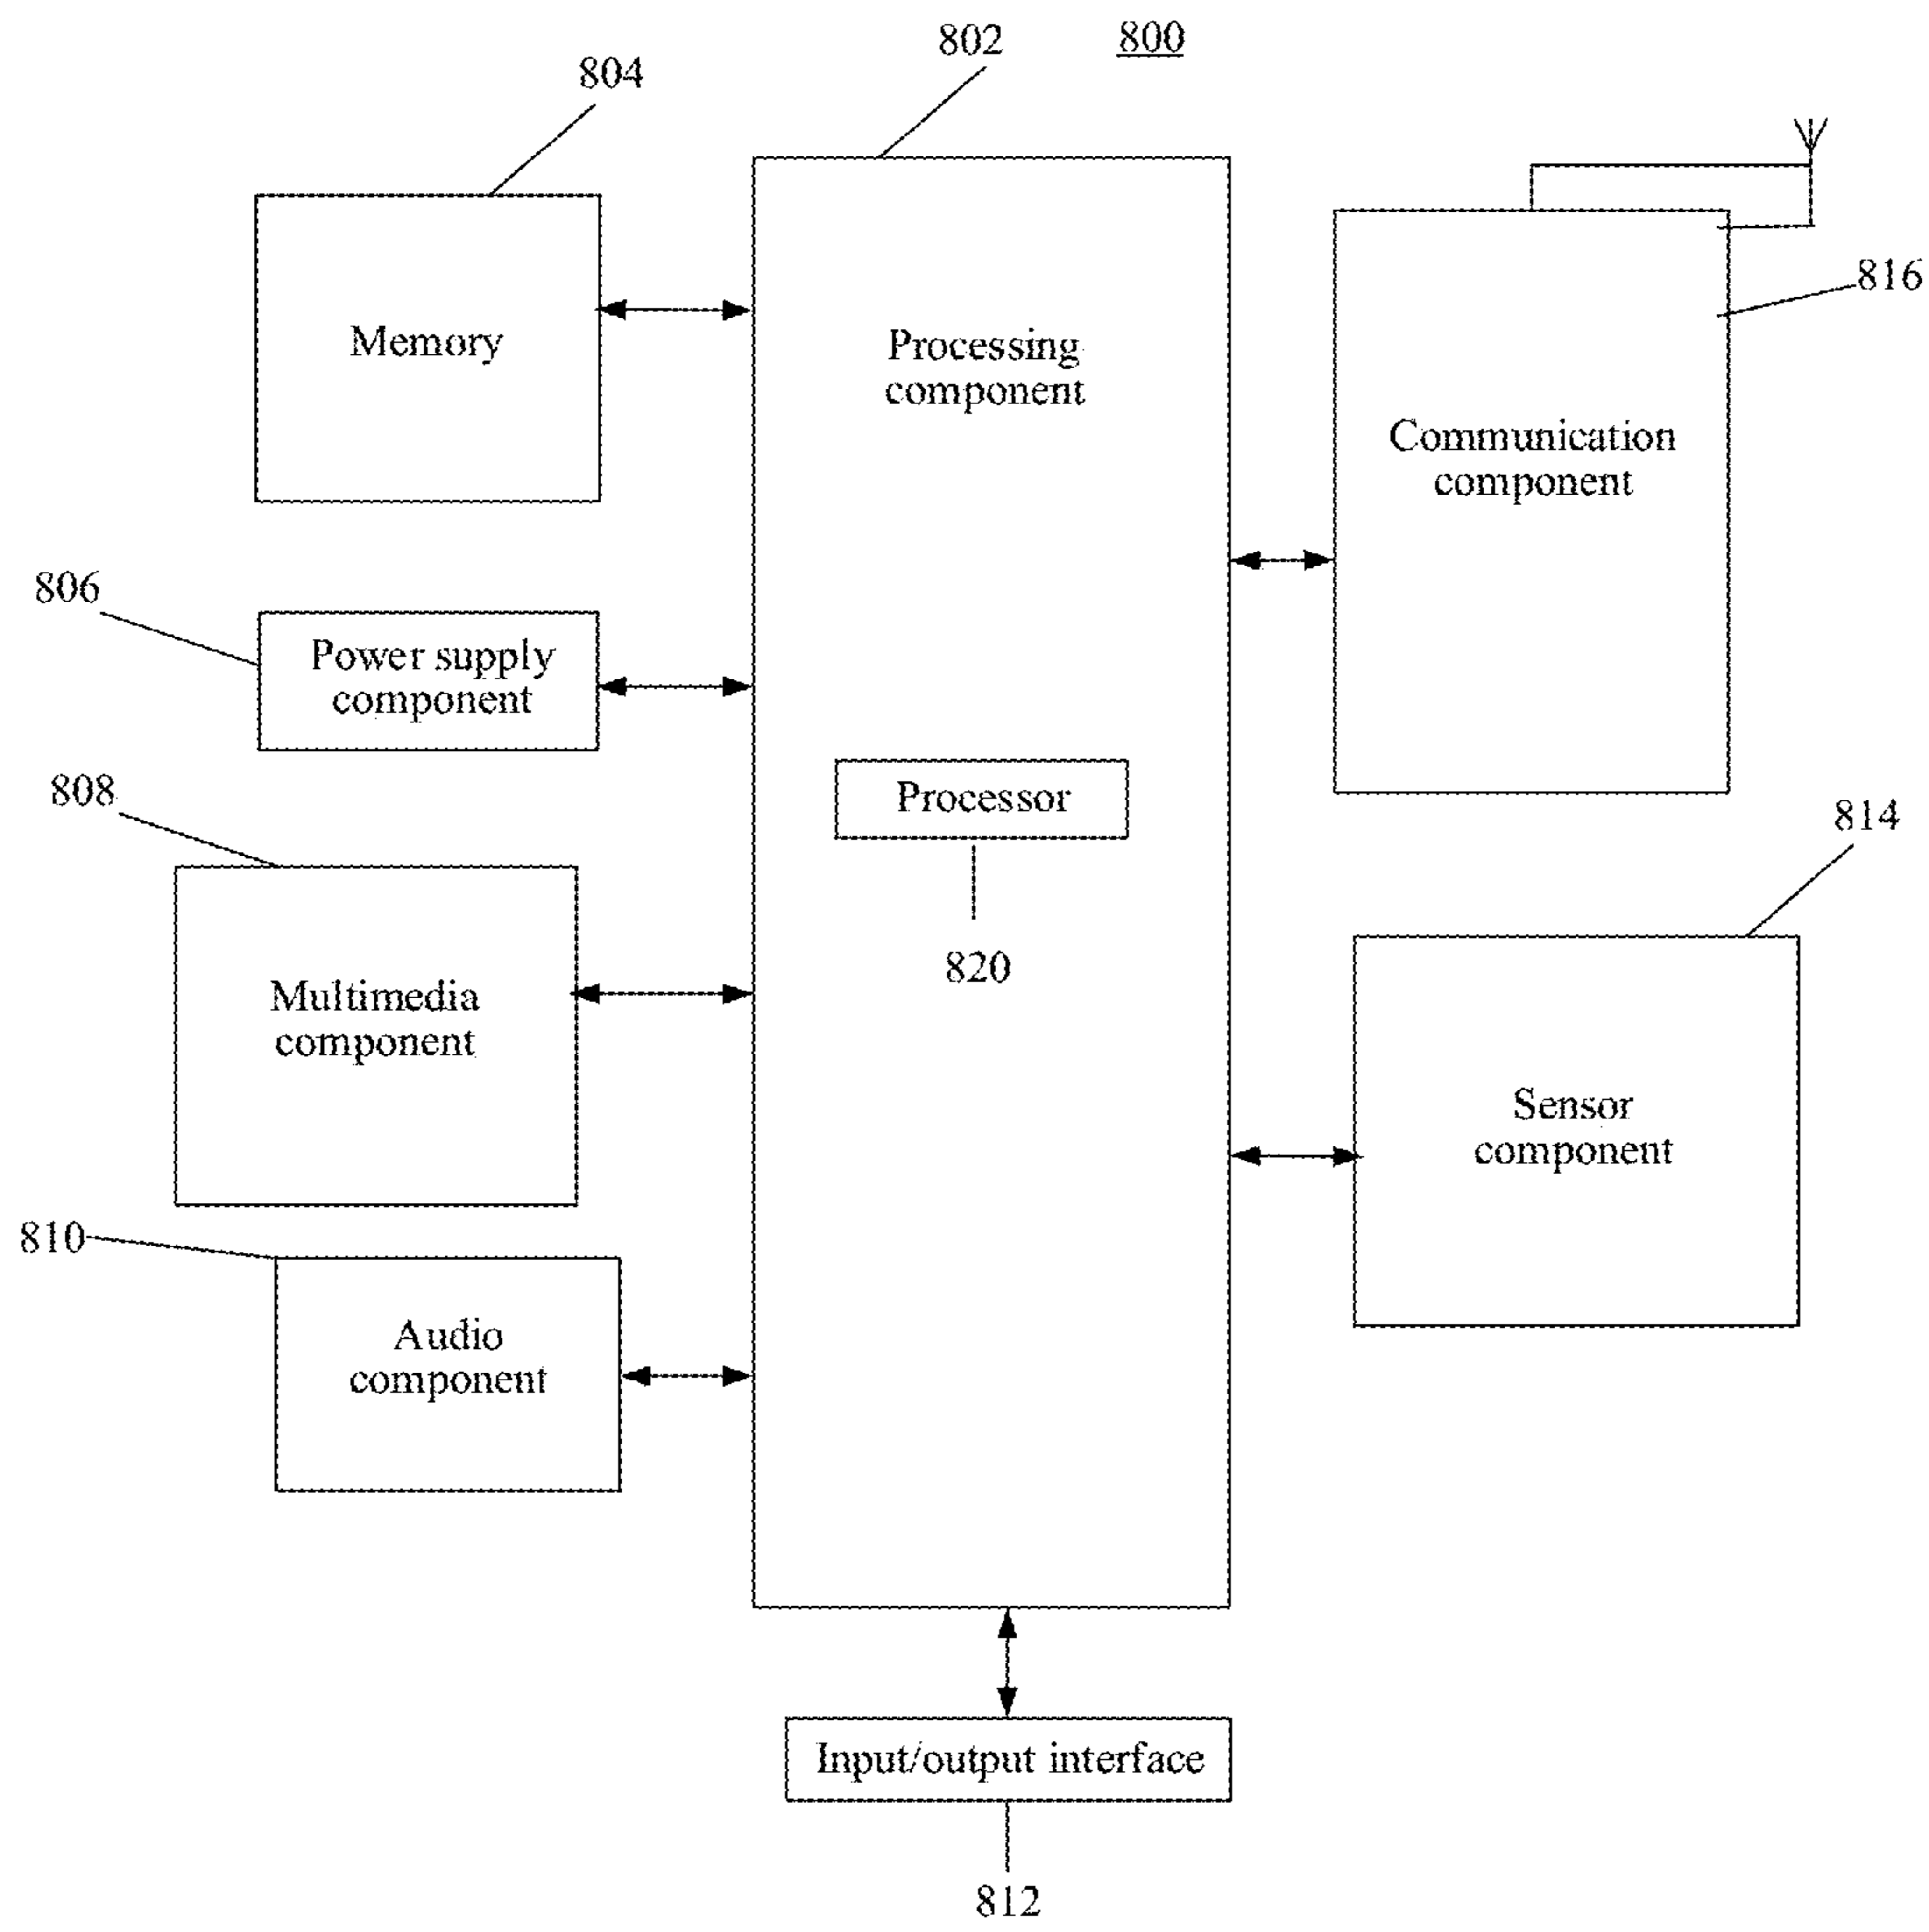 802
800
804
816
Memory
Processing
component
Communication
component
806
Power supply
component
808
Processor
814
820
Multimedia
component
Sensor
component
810
Audio
component
Input/output interface
812